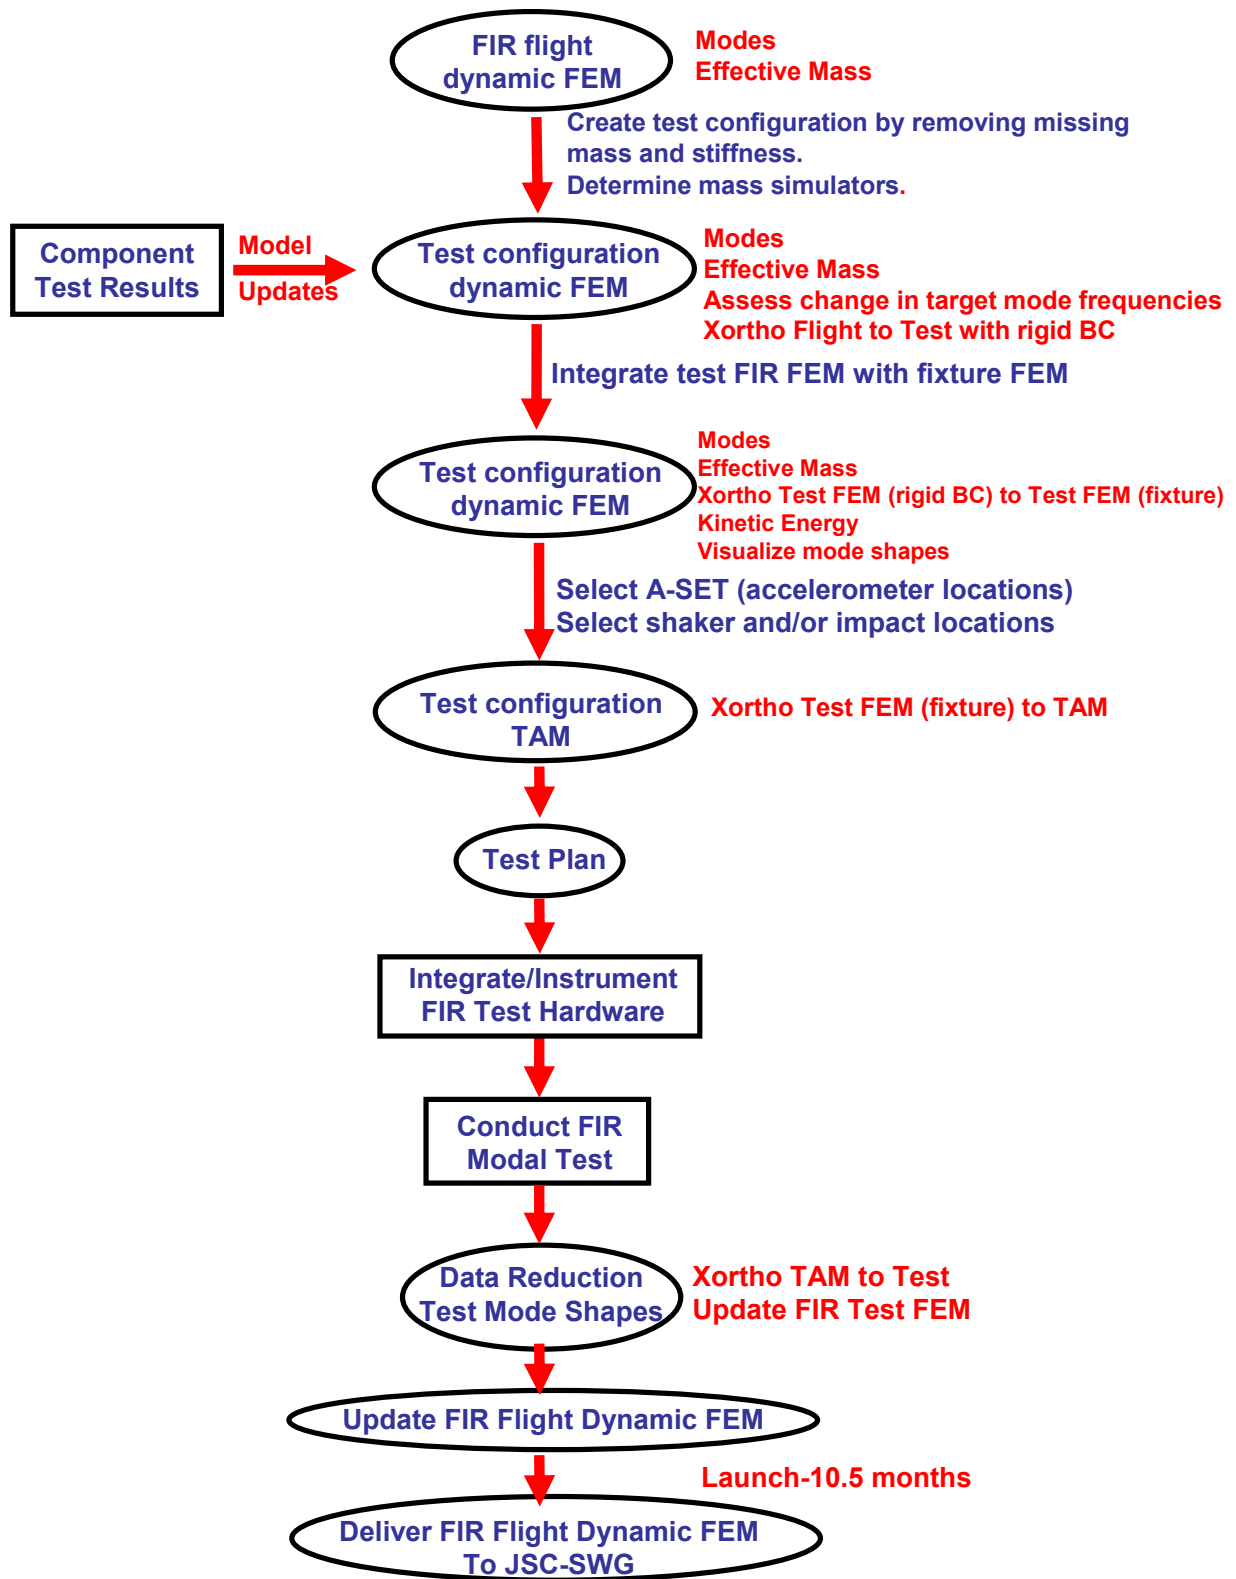 FIR flight
dynamic FEM
Modes
Effective Mass
Create test configuration by removing missing
mass and stiffness.
Determine mass simulators.
Component
Test Results
Model
Updates
Test configuration
dynamic FEM
Modes
Effective Mass
Assess change in target mode frequencies
Xortho Flight to Test with rigid BC
Integrate test FIR FEM with fixture FEM
Test configuration
dynamic FEM
Modes
Effective Mass
Xortho Test FEM (rigid BC) to Test FEM (fixture)
Kinetic Energy
Visualize mode shapes
Select A-SET (accelerometer locations)
Select shaker and/or impact locations
Test configuration
TAM
Xortho Test FEM (fixture) to TAM
Test Plan
Integrate/Instrument
FIR Test Hardware
Conduct FIR
Modal Test
Data Reduction
Test Mode Shapes
Xortho TAM to Test
Update FIR Test FEM
Update FIR Flight Dynamic FEM
Launch-10.5 months
Deliver FIR Flight Dynamic FEM
To JSC-SWG